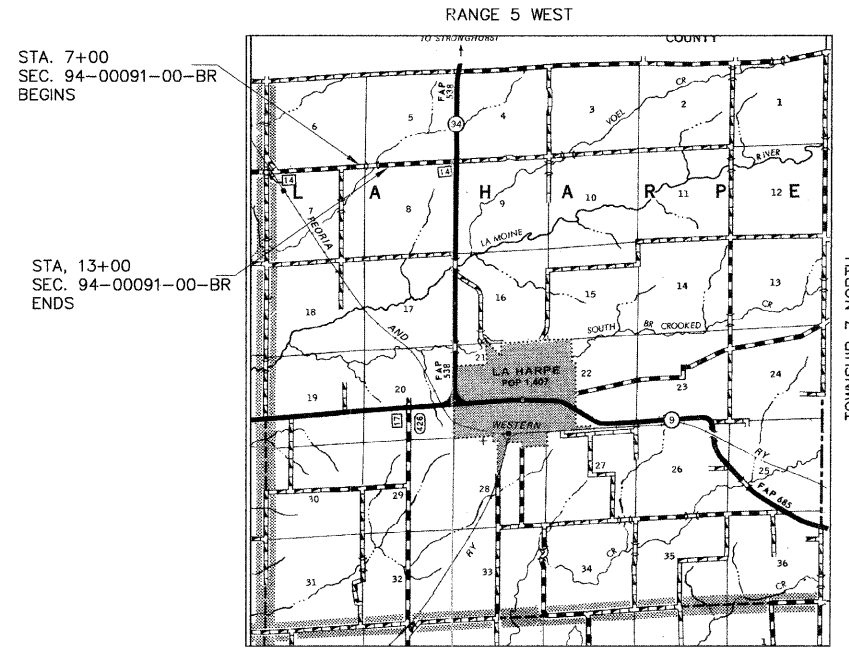 RANGE 5 WEST
TO STRONGHURST
COUNTY
STA. 7+00
SEC. 94-00091-00-BR
BEGINS
FAP 538
34
6
5
4
3
2
1
VOEL
CR
14
14
RIVER
L A H A R P E
7
8
9
10
11
12
PEORIA
LA MOINE
STA, 13+00
SEC. 94-00091-00-BR
ENDS
18
17
16
15
14
13
AND
SOUTH BR CROOKED
CR
21
FAP 538
LA HARPE
POP 1,407
22
23
24
19
20
17
426
WESTERN
9
RY
27
26
25
FAP 685
30
29
28
RY
CR
31
32
33
34
35
36
CR
1
TOWNSHIP 7 NORTH